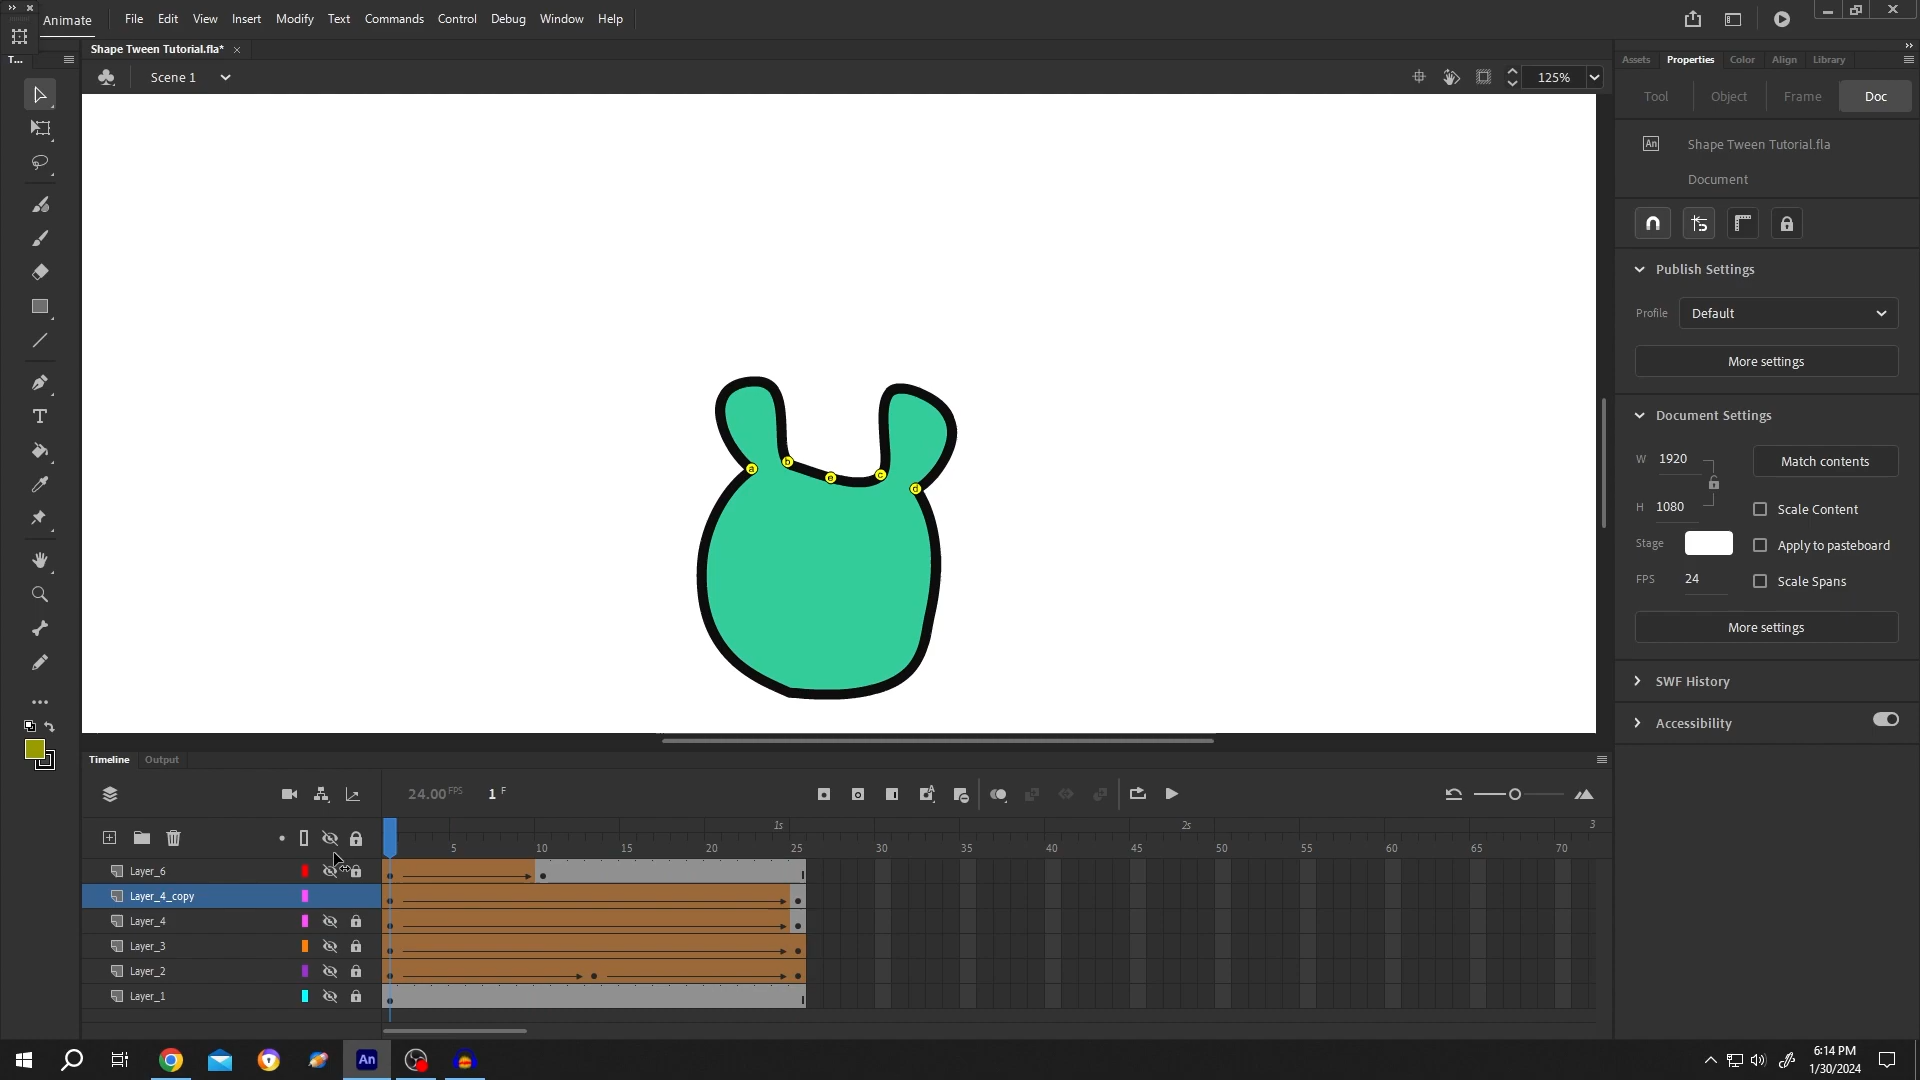 Animate File Edit View Insert Modify Text Commands Control Debug Window Help
T...
Shape Tween Tutorial.fla*
Scene 1
125%
Assets Properties Color Align Library
Tool Object Frame Doc
An Shape Tween Tutorial.fla
Document
Publish Settings
Profile Default
More settings
Document Settings
W 1920 Match contents
H 1080 Scale Content
Stage Apply to pasteboard
FPS 24 Scale Spans
More settings
SWF History
Accessibility
a b e c d
Timeline Output
24.00 FPS 1 F
1s 2s 3
5 10 15 20 25 30 35 40 45 50 55 60 65 70
Layer_6
Layer_4_copy
Layer_4
Layer_3
Layer_2
Layer_1
An
6:14 PM
1/30/2024